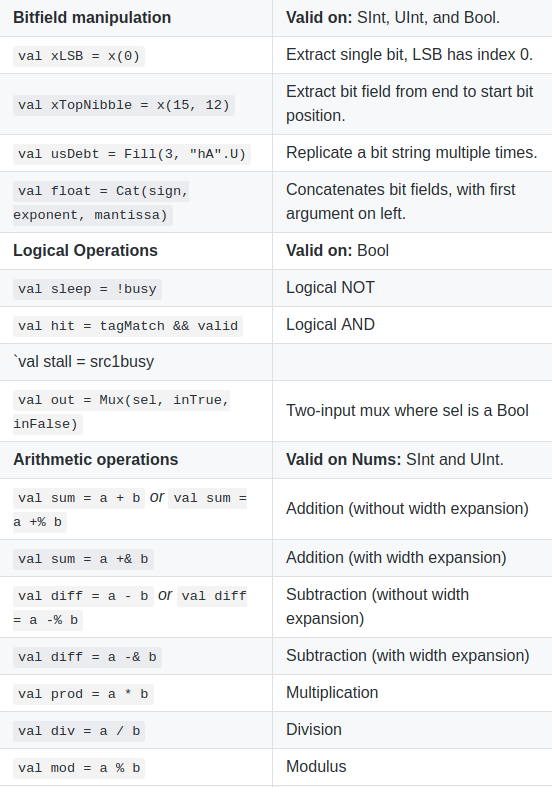 Bitfield manipulation
Valid on: SInt, UInt, and Bool.
val xLSB = x(0)
Extract single bit, LSB has index 0.
val xTopNibble = x(15, 12)
Extract bit field from end to start bit
position.
val usDebt = Fill(3, "hA".U)
Replicate a bit string multiple times.
val float = Cat(sign,
exponent, mantissa)
Concatenates bit fields, with first
argument on left.
Logical Operations
Valid on: Bool
val sleep = !busy
Logical NOT
val hit = tagMatch && valid
Logical AND
`val stall = src1busy
val out = Mux(sel, inTrue,
inFalse)
Two-input mux where sel is a Bool
Arithmetic operations
Valid on Nums: SInt and UInt.
val sum = a + b or val sum =
a +% b
Addition (without width expansion)
val sum = a +& b
Addition (with width expansion)
val diff = a - b or val diff
= a -% b
Subtraction (without width
expansion)
val diff = a -& b
Subtraction (with width expansion)
val prod = a * b
Multiplication
val div = a / b
Division
val mod = a % b
Modulus